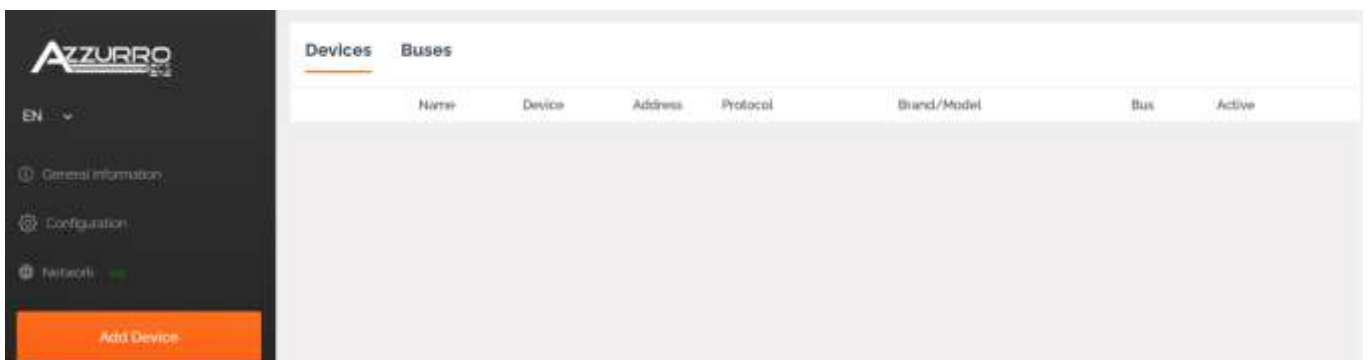 AZZURRO
Devices Buses
Name Device Address Protocol Brand/Model Bus Active
EN
General Information
Configuration
Network
Add Device